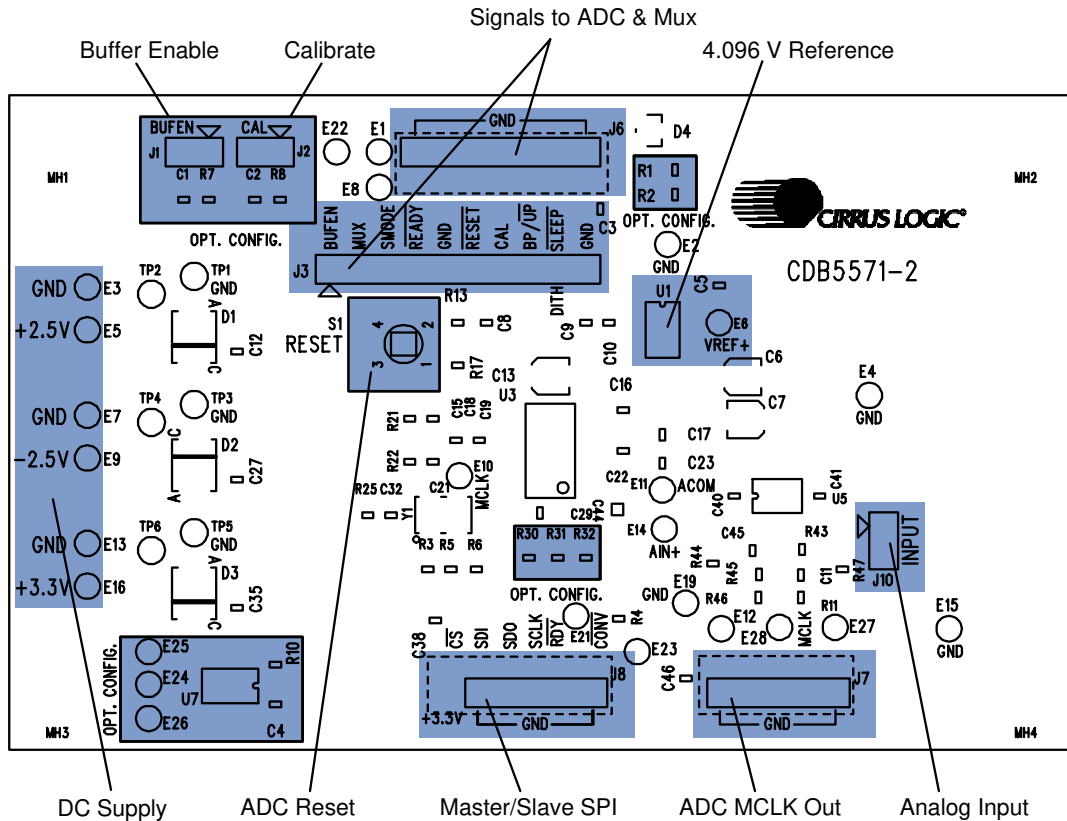 Signals to ADC & Mux
Buffer Enable
Calibrate
4.096 V Reference
BUFEN
CAL
J1
J2
C1 R7
C2 R8
OPT. CONFIG.
E22
E1
E8
GND
J6
D4
R1
R2
OPT. CONFIG.
C3
E2
GND
MH1
MH2
CIRRUS LOGIC®
CDB5571-2
BUFEN
MUX
SMODE
READY
GND
RESET
CAL
BP/UP
SLEEP
GND
J3
GND E3
+2.5V E5
GND E7
-2.5V E9
GND E13
+3.3V E16
TP2
TP1
GND
A
D1
C
C12
TP4
TP3
GND
C
D2
A
C27
TP6
TP5
GND
A
D3
C
C35
S1
RESET
4
2
3
1
R13
C8
R17
DITH
C9
C10
C13
U3
C16
U1
C5
E6
VREF+
C6
C7
E4
GND
R21
R22
C15
C18
C19
E10
MCLK
C21
R25 C32
Y1
R3 R5 R6
C17
C23
C22
E11
ACOM
C44
E14
AIN+
C29
R30 R31 R32
OPT. CONFIG.
C40
U5
C41
C45
R43
R44
R45
R46
C11
R47
INPUT
J10
E19
GND
E12
E28
MCLK
R11
E27
E15
GND
E25
E24
E26
OPT. CONFIG.
U7
R10
C4
C38
CS
SDI
SDO
SCLK
RDY
E21
CONV
R4
E23
J8
+3.3V
GND
C46
J7
GND
MH3
MH4
DC Supply
ADC Reset
Master/Slave SPI
ADC MCLK Out
Analog Input